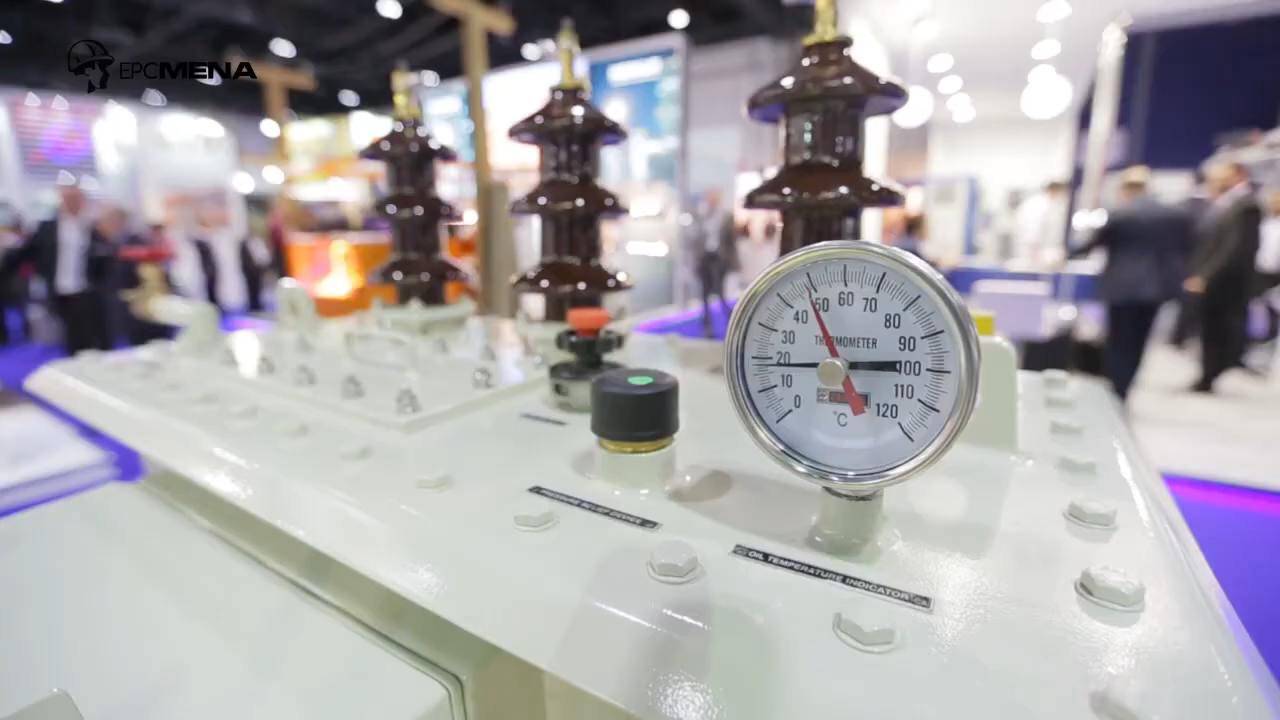 EPCMENA
0
10
20
30
40
50
60
70
80
90
100
110
120
THERMOMETER
°C
PRESSURE RELIEF DEVICE
OIL TEMPERATURE INDICATOR